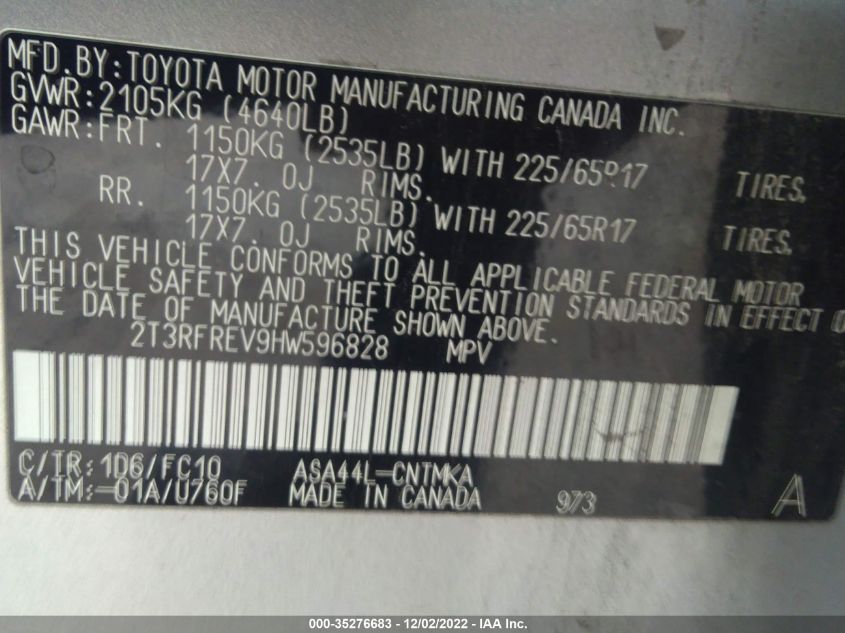 MFD.BY:TOYOTA MOTOR MANUFACTURING CANADA INC.
GVWR:2105KG (4640LB)
GAWR:FRT. 1150KG (2535LB) WITH 225/65R17 TIRES,
17X7.0J RIMS.
RR. 1150KG (2535LB) WITH 225/65R17 TIRES,
17X7.0J RIMS.
THIS VEHICLE CONFORMS TO ALL APPLICABLE FEDERAL MOTOR
VEHICLE SAFETY AND THEFT PREVENTION STANDARDS IN EFFECT O
THE DATE OF MANUFACTURE SHOWN ABOVE.
2T3RFREV9HW596828 MPV
C/TR:1D6/FC10 ASA44L-CNTMKA
A/TM:-01A/U760F MADE IN CANADA 973 A
000-35276683 - 12/02/2022 - IAA Inc.